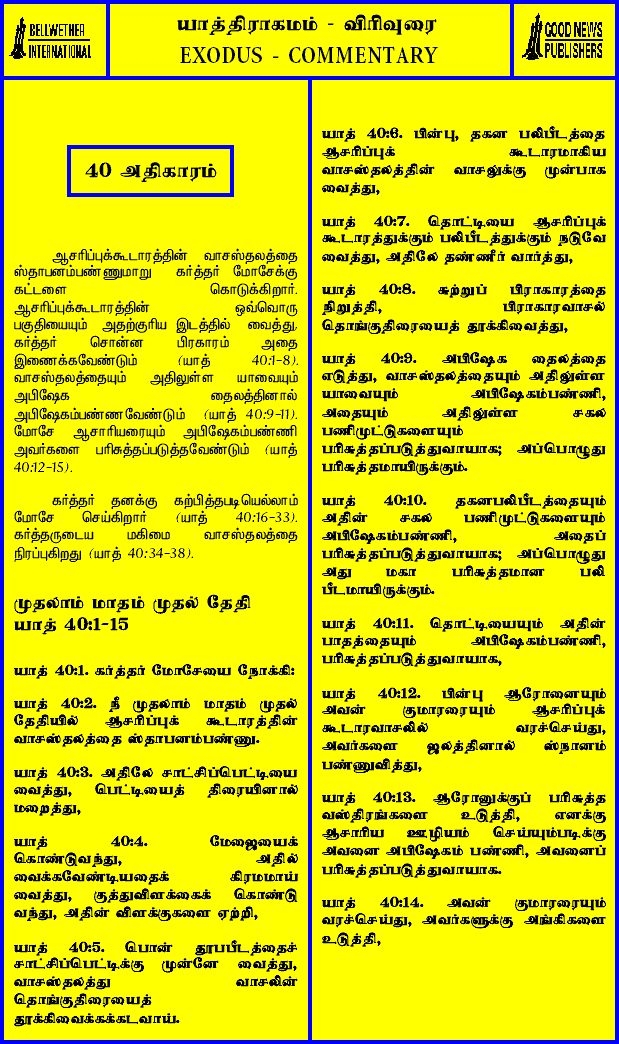 BELLWETHER
INTERNATIONAL
யாத்திராகமம் - விரிவுரை
EXODUS - COMMENTARY
GOOD NEWS
PUBLISHERS
40 அதிகாரம்
ஆசரிப்புக்கூடாரத்தின் வாசஸ்தலத்தை
ஸ்தாபனம்பண்ணுமாறு கர்த்தர் மோசேக்கு
கட்டளை கொடுக்கிறார்.
ஆசரிப்புக்கூடாரத்தின் ஒவ்வொரு
பகுதியையும் அதற்குரிய இடத்தில் வைத்து,
கர்த்தர் சொன்ன பிரகாரம் அதை
இணைக்கவேண்டும் (யாத் 40:1-8).
வாசஸ்தலத்தையும் அதிலுள்ள யாவையும்
அபிஷேக தைலத்தினால்
அபிஷேகம்பண்ணவேண்டும் (யாத் 40:9-11).
மோசே ஆசாரியரையும் அபிஷேகம்பண்ணி
அவர்களை பரிசுத்தப்படுத்தவேண்டும் (யாத்
40:12-15).
கர்த்தர் தனக்கு கற்பித்தபடியெல்லாம்
மோசே செய்கிறார் (யாத் 40:16-33).
கர்த்தருடைய மகிமை வாசஸ்தலத்தை
நிரப்புகிறது (யாத் 40:34-38).
முதலாம் மாதம் முதல் தேதி
யாத் 40:1-15
யாத் 40:1. கர்த்தர் மோசேயை நோக்கி:
யாத் 40:2. நீ முதலாம் மாதம் முதல்
தேதியில் ஆசரிப்புக் கூடாரத்தின்
வாசஸ்தலத்தை ஸ்தாபனம்பண்ணு.
யாத் 40:3. அதிலே சாட்சிப்பெட்டியை
வைத்து, பெட்டியைத் திரையினால்
மறைத்து,
யாத் 40:4. மேஜையைக்
கொண்டுவந்து, அதில்
வைக்கவேண்டியதைக் கிரமமாய்
வைத்து, குத்துவிளக்கைக் கொண்டு
வந்து, அதின் விளக்குகளை ஏற்றி,
யாத் 40:5. பொன் தூபபீடத்தைச்
சாட்சிப்பெட்டிக்கு முன்னே வைத்து,
வாசஸ்தலத்து வாசலின்
தொங்குதிரையைத்
தூக்கிவைக்கக்கடவாய்.
யாத் 40:6. பின்பு, தகன பலிபீடத்தை
ஆசரிப்புக் கூடாரமாகிய
வாசஸ்தலத்தின் வாசலுக்கு முன்பாக
வைத்து,
யாத் 40:7. தொட்டியை ஆசரிப்புக்
கூடாரத்துக்கும் பலிபீடத்துக்கும் நடுவே
வைத்து, அதிலே தண்ணீர் வார்த்து,
யாத் 40:8. சுற்றுப் பிராகாரத்தை
நிறுத்தி, பிராகாரவாசல்
தொங்குதிரையைத் தூக்கிவைத்து,
யாத் 40:9. அபிஷேக தைலத்தை
எடுத்து, வாசஸ்தலத்தையும் அதிலுள்ள
யாவையும் அபிஷேகம்பண்ணி,
அதையும் அதிலுள்ள சகல
பணிமுட்டுகளையும்
பரிசுத்தப்படுத்துவாயாக; அப்பொழுது
பரிசுத்தமாயிருக்கும்.
யாத் 40:10. தகனபலிபீடத்தையும்
அதின் சகல பணிமுட்டுகளையும்
அபிஷேகம்பண்ணி, அதைப்
பரிசுத்தப்படுத்துவாயாக; அப்பொழுது
அது மகா பரிசுத்தமான பலி
பீடமாயிருக்கும்.
யாத் 40:11. தொட்டியையும் அதின்
பாதத்தையும் அபிஷேகம்பண்ணி,
பரிசுத்தப்படுத்துவாயாக,
யாத் 40:12. பின்பு ஆரோனையும்
அவன் குமாரரையும் ஆசரிப்புக்
கூடாரவாசலில் வரச்செய்து,
அவர்களை ஜலத்தினால் ஸ்நானம்
பண்ணுவித்து,
யாத் 40:13. ஆரோனுக்குப் பரிசுத்த
வஸ்திரங்களை உடுத்தி, எனக்கு
ஆசாரிய ஊழியம் செய்யும்படிக்கு
அவனை அபிஷேகம் பண்ணி, அவனைப்
பரிசுத்தப்படுத்துவாயாக.
யாத் 40:14. அவன் குமாரரையும்
வரச்செய்து, அவர்களுக்கு அங்கிகளை
உடுத்தி,